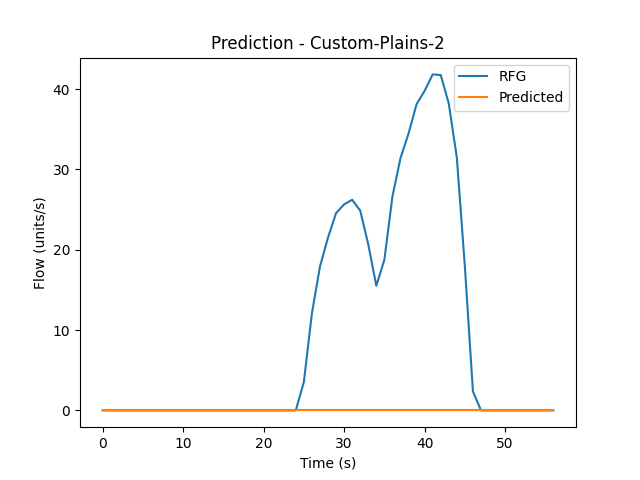 Prediction - Custom-Plains-2
RFG
Predicted
Flow (units/s)
40
30
20
10
0
0 10 20 30 40 50
Time (s)